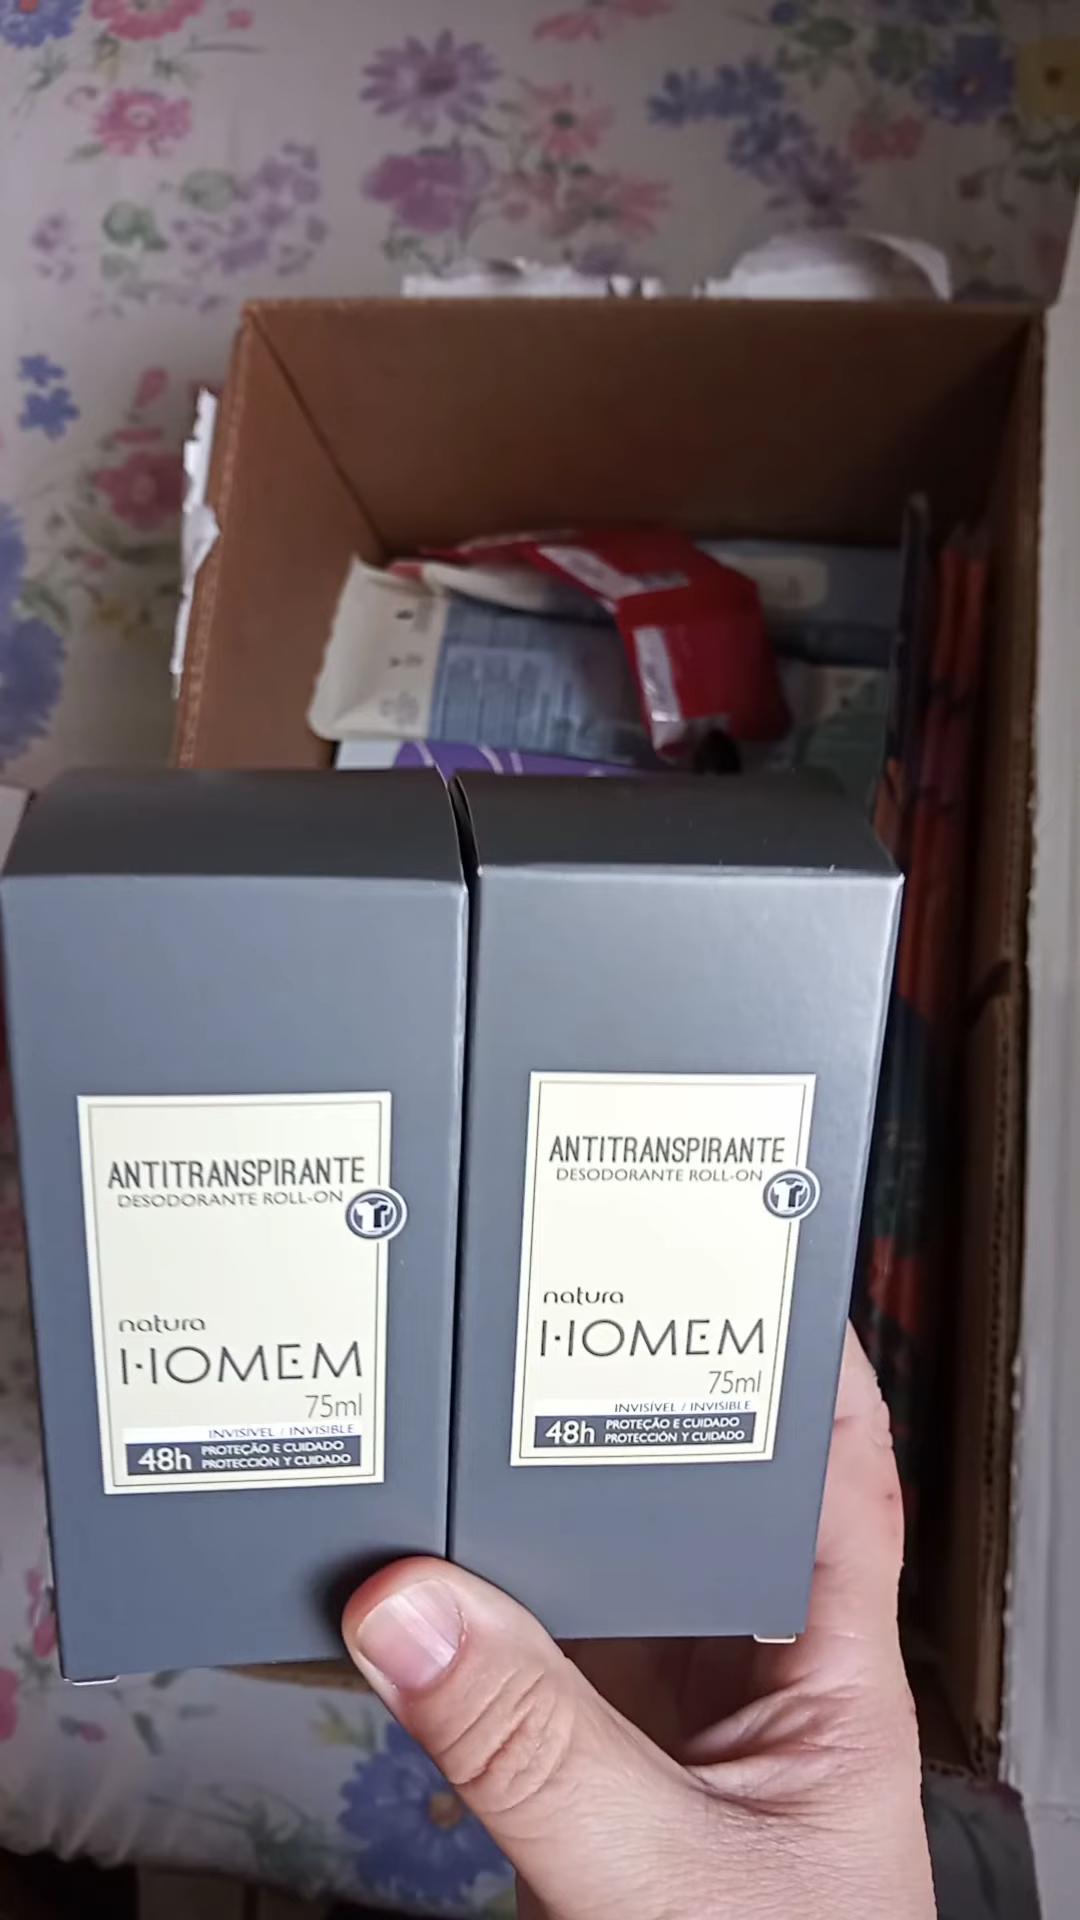 ANTITRANSPIRANTE
DESODORANTE ROLL-ON
natura
HOMEM
75ml
INVISÍVEL / INVISIBLE
48h PROTEÇÃO E CUIDADO
PROTECCIÓN Y CUIDADO
ANTITRANSPIRANTE
DESODORANTE ROLL-ON
natura
HOMEM
75ml
INVISÍVEL / INVISIBLE
48h PROTEÇÃO E CUIDADO
PROTECCIÓN Y CUIDADO